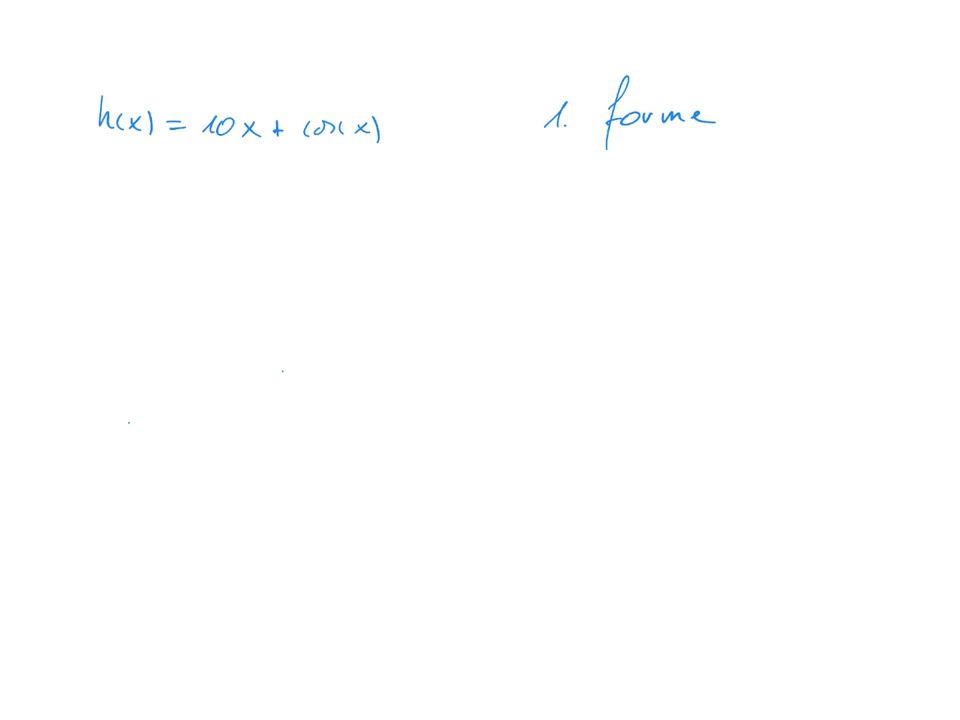 h(x) = 10x + cos(x)
1. forme